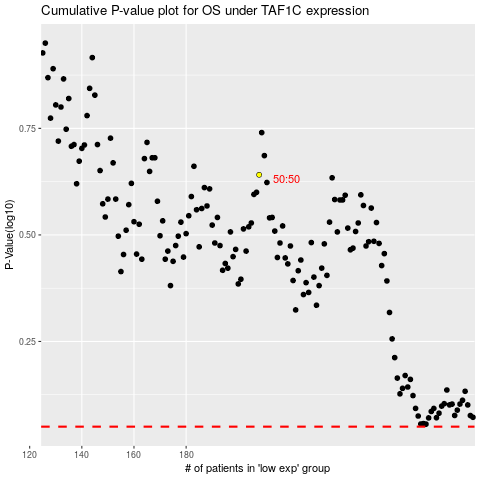 Cumulative P-value plot for OS under TAF1C expression
P-Value(log10)
0.75
0.50
0.25
50:50
120 140 160 180
# of patients in 'low exp' group